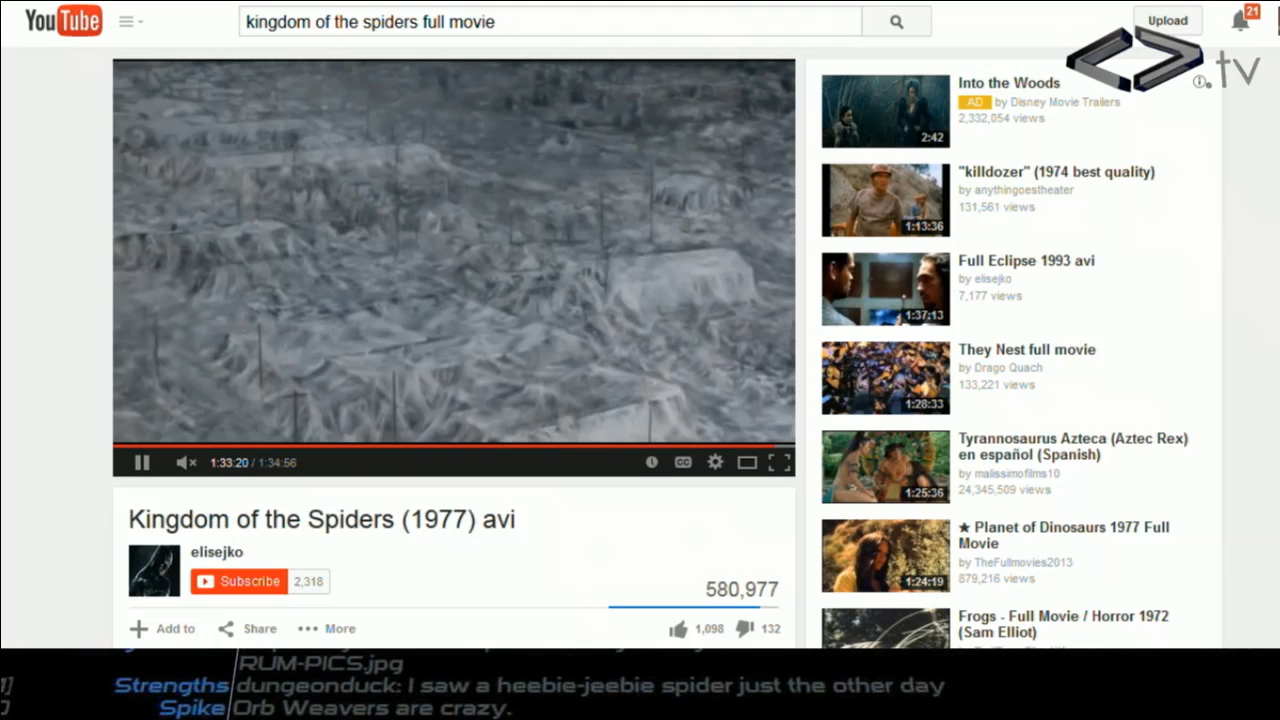 YouTube
kingdom of the spiders full movie
Upload
21
.tv
Into the Woods
AD by Disney Movie Trailers
2,332,054 views
2:42
"killdozer" (1974 best quality)
by anythingoestheater
131,561 views
1:13:36
Full Eclipse 1993 avi
by elisejko
7,177 views
1:37:13
They Nest full movie
by Drago Quach
133,221 views
1:28:33
Tyrannosaurus Azteca (Aztec Rex)
en español (Spanish)
by malissimofilms10
24,345,509 views
1:25:36
★ Planet of Dinosaurs 1977 Full
Movie
by TheFullmovies2013
879,216 views
1:24:19
Frogs - Full Movie / Horror 1972
(Sam Elliot)
1:33:20 / 1:34:56
CC
Kingdom of the Spiders (1977) avi
elisejko
Subscribe 2,318
580,977
Add to Share More 1,098 132
RUM-PICS.jpg
Strengths dungeonduck: I saw a heebie-jeebie spider just the other day
Spike Orb Weavers are crazy.